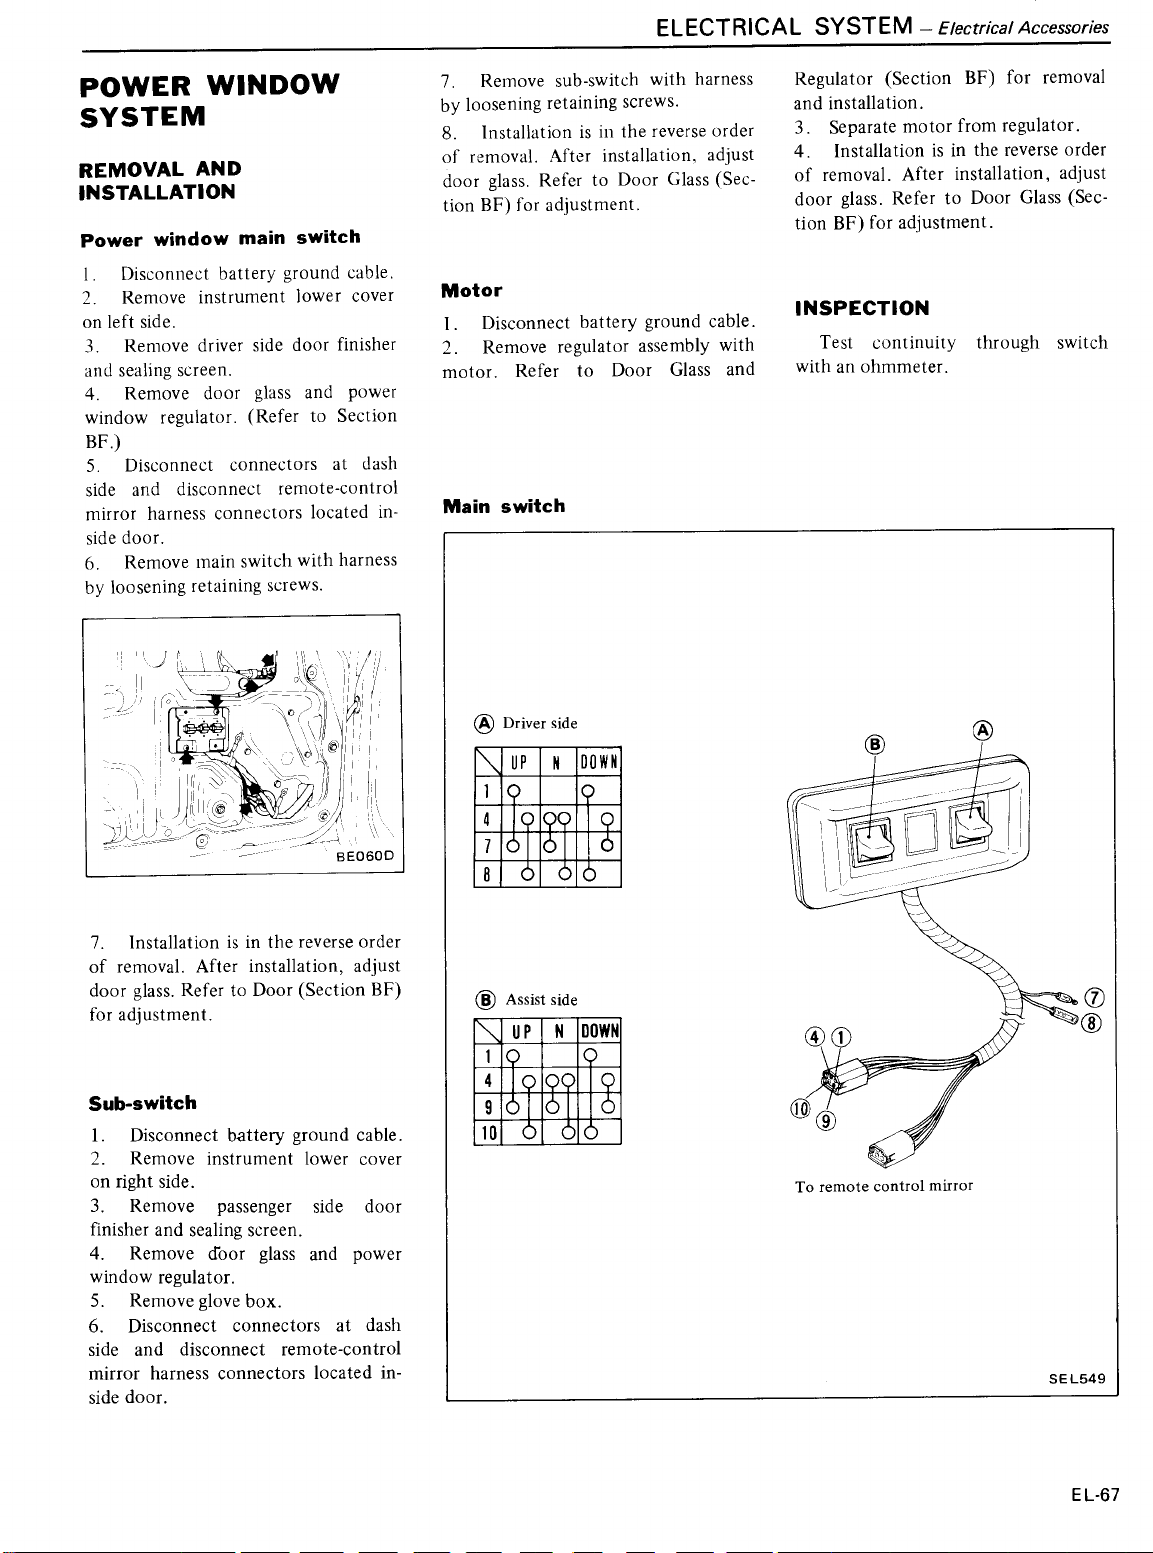 ELECTRICAL SYSTEM – Electrical Accessories
POWER WINDOW
SYSTEM
REMOVAL AND
INSTALLATION
Power window main switch
1. Disconnect battery ground cable.
2. Remove instrument lower cover
on left side.
3. Remove driver side door finisher
and sealing screen.
4. Remove door glass and power
window regulator. (Refer to Section
BF.)
5. Disconnect connectors at dash
side and disconnect remote-control
mirror harness connectors located in-
side door.
6. Remove main switch with harness
by loosening retaining screws.
BE060D
7. Installation is in the reverse order
of removal. After installation, adjust
door glass. Refer to Door (Section BF)
for adjustment.
Sub-switch
1. Disconnect battery ground cable.
2. Remove instrument lower cover
on right side.
3. Remove passenger side door
finisher and sealing screen.
4. Remove door glass and power
window regulator.
5. Remove glove box.
6. Disconnect connectors at dash
side and disconnect remote-control
mirror harness connectors located in-
side door.
7. Remove sub-switch with harness
by loosening retaining screws.
8. Installation is in the reverse order
of removal. After installation, adjust
door glass. Refer to Door Glass (Sec-
tion BF) for adjustment.
Motor
1. Disconnect battery ground cable.
2. Remove regulator assembly with
motor. Refer to Door Glass and
Regulator (Section BF) for removal
and installation.
3. Separate motor from regulator.
4. Installation is in the reverse order
of removal. After installation, adjust
door glass. Refer to Door Glass (Sec-
tion BF) for adjustment.
INSPECTION
Test continuity through switch
with an ohmmeter.
Main switch
Ⓐ Driver side
UP N DOWN
1
4
7
8
Ⓑ Assist side
UP N DOWN
1
4
9
10
Ⓑ Ⓐ
⑦
⑧
④ ①
⑩
⑨
To remote control mirror
SEL549
EL-67